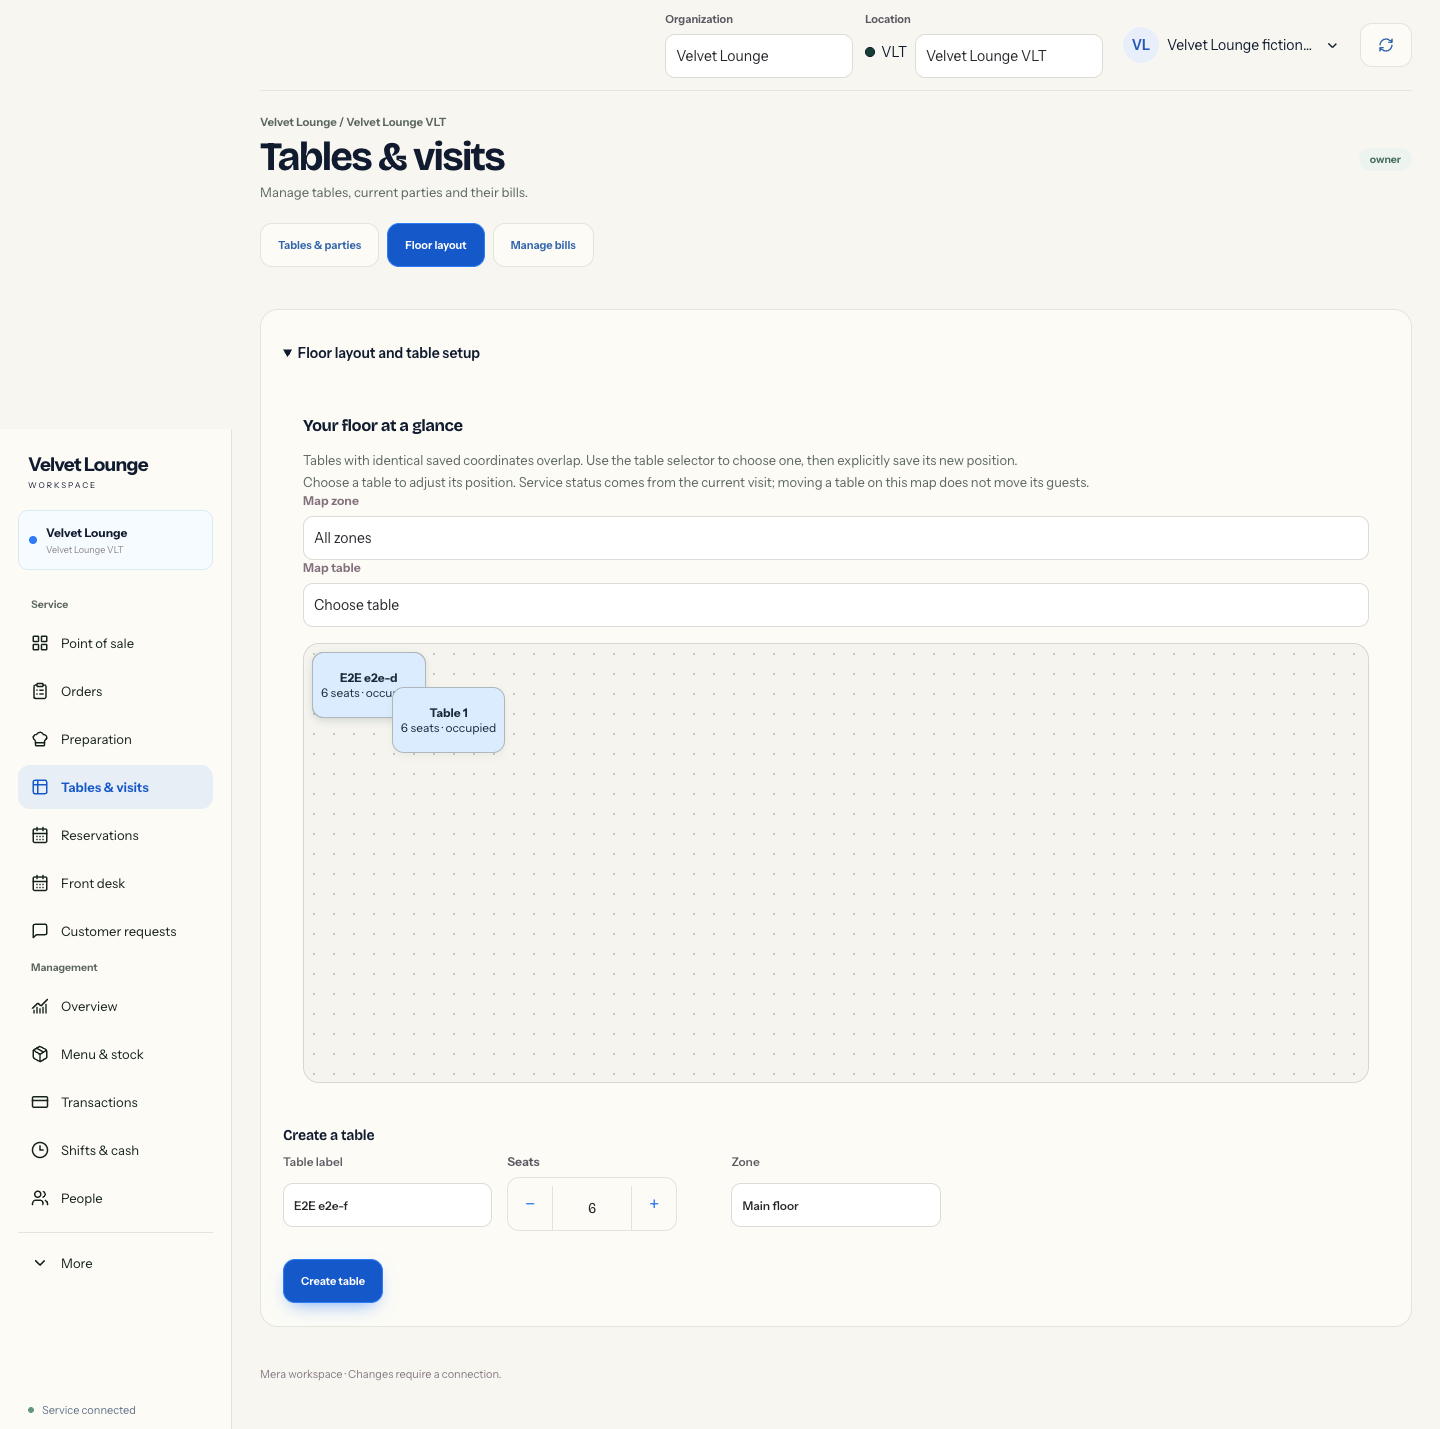 Organization
Location
Velvet Lounge
VLT
Velvet Lounge VLT
VL
Velvet Lounge fiction...
Velvet Lounge / Velvet Lounge VLT
Tables & visits
owner
Manage tables, current parties and their bills.
Tables & parties
Floor layout
Manage bills
Floor layout and table setup
Your floor at a glance
Tables with identical saved coordinates overlap. Use the table selector to choose one, then explicitly save its new position.
Choose a table to adjust its position. Service status comes from the current visit; moving a table on this map does not move its guests.
Map zone
All zones
Map table
Choose table
E2E e2e-d
6 seats · occu
Table 1
6 seats · occupied
Create a table
Table label
Seats
Zone
E2E e2e-f
−
6
+
Main floor
Create table
Mera workspace · Changes require a connection.
Velvet Lounge
WORKSPACE
Velvet Lounge
Velvet Lounge VLT
Service
Point of sale
Orders
Preparation
Tables & visits
Reservations
Front desk
Customer requests
Management
Overview
Menu & stock
Transactions
Shifts & cash
People
More
Service connected